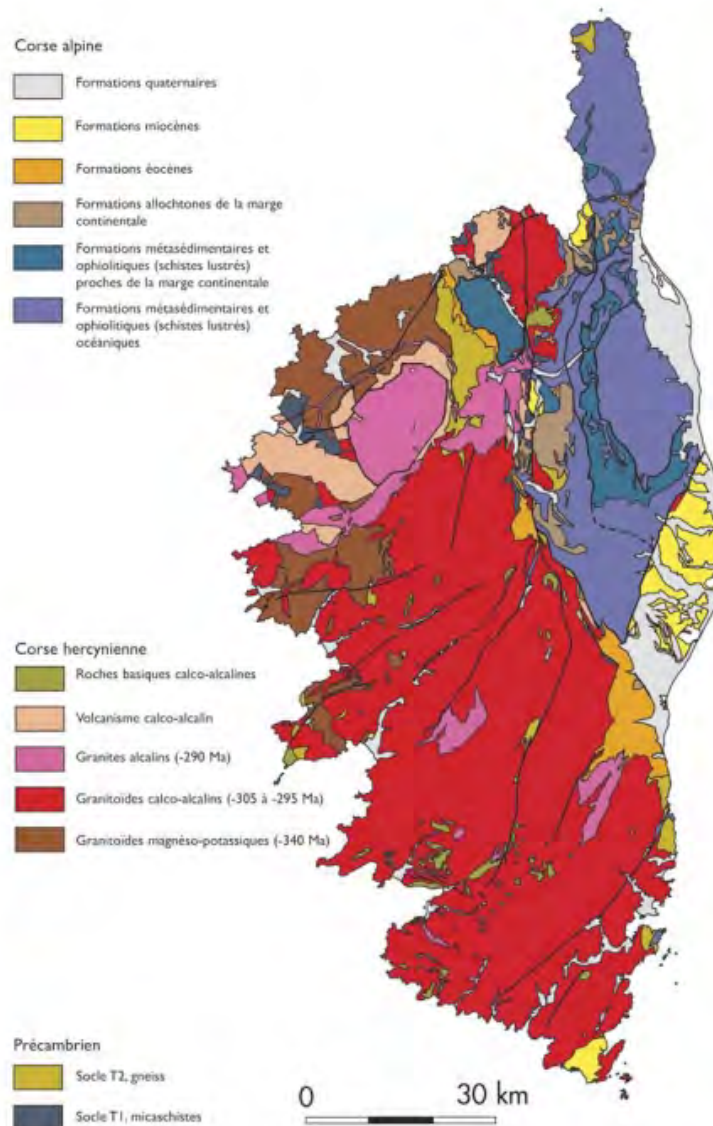 Corse alpine
Formations quaternaires
Formations miocènes
Formations éocènes
Formations allochtones de la marge
continentale
Formations métasédimentaires et
ophiolitiques (schistes lustrés)
proches de la marge continentale
Formations métasédimentaires et
ophiolitiques (schistes lustrés)
océaniques
Corse hercynienne
Roches basiques calco-alcalines
Volcanisme calco-alcalin
Granites alcalins (-290 Ma)
Granitoïdes calco-alcalins (-305 à -295 Ma)
Granitoïdes magnéso-potassiques (-340 Ma)
Précambrien
Socle T2, gneiss
Socle T1, micaschistes
0 30 km